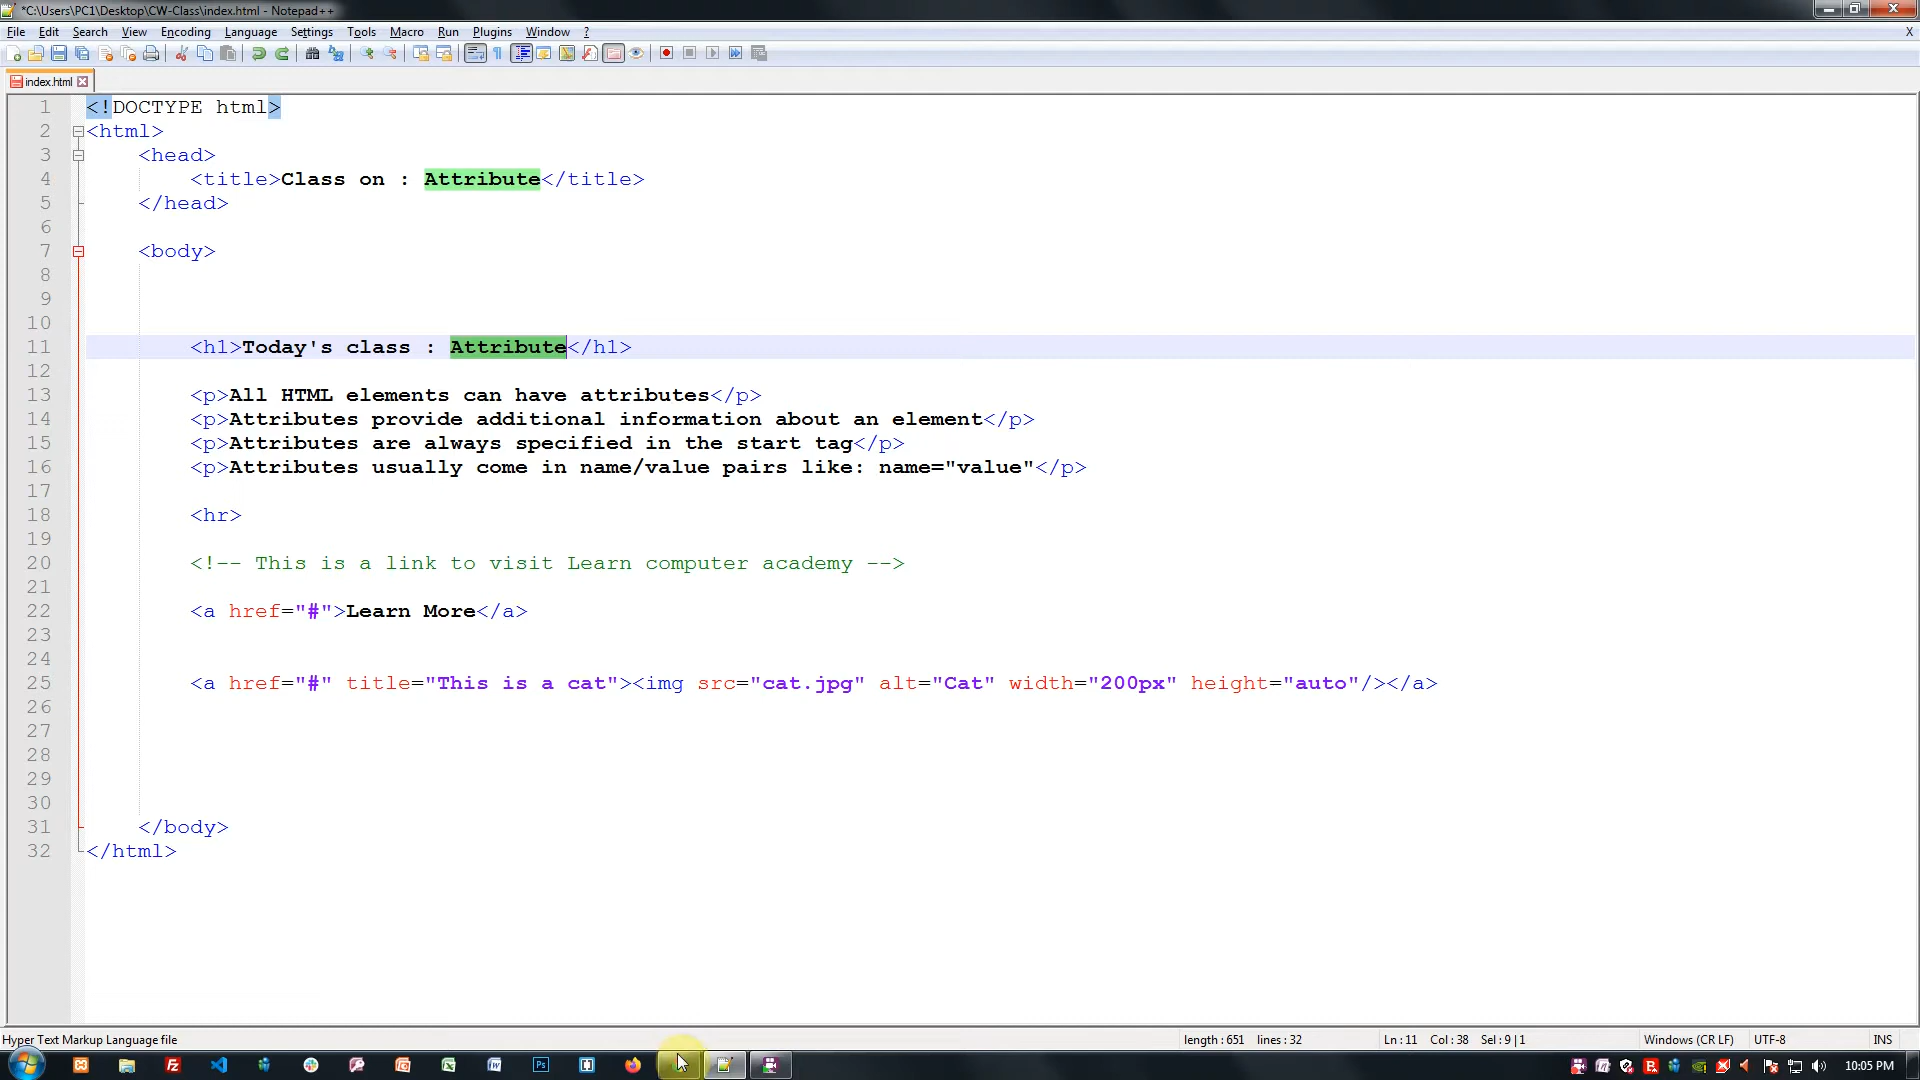 *C:\Users\PC1\Desktop\CW-Class\index.html - Notepad++
File Edit Search View Encoding Language Settings Tools Macro Run Plugins Window ? X
index.html
1 <!DOCTYPE html>
2 <html>
3 <head>
4 <title>Class on : Attribute</title>
5 </head>
6
7 <body>
8
9
10
11 <h1>Today's class : Attribute</h1>
12
13 <p>All HTML elements can have attributes</p>
14 <p>Attributes provide additional information about an element</p>
15 <p>Attributes are always specified in the start tag</p>
16 <p>Attributes usually come in name/value pairs like: name="value"</p>
17
18 <hr>
19
20 <!-- This is a link to visit Learn computer academy -->
21
22 <a href="#">Learn More</a>
23
24
25 <a href="#" title="This is a cat"><img src="cat.jpg" alt="Cat" width="200px" height="auto"/></a>
26
27
28
29
30
31 </body>
32 </html>
Hyper Text Markup Language file length : 651 lines : 32 Ln : 11 Col : 38 Sel : 9 | 1 Windows (CR LF) UTF-8 INS
10:05 PM